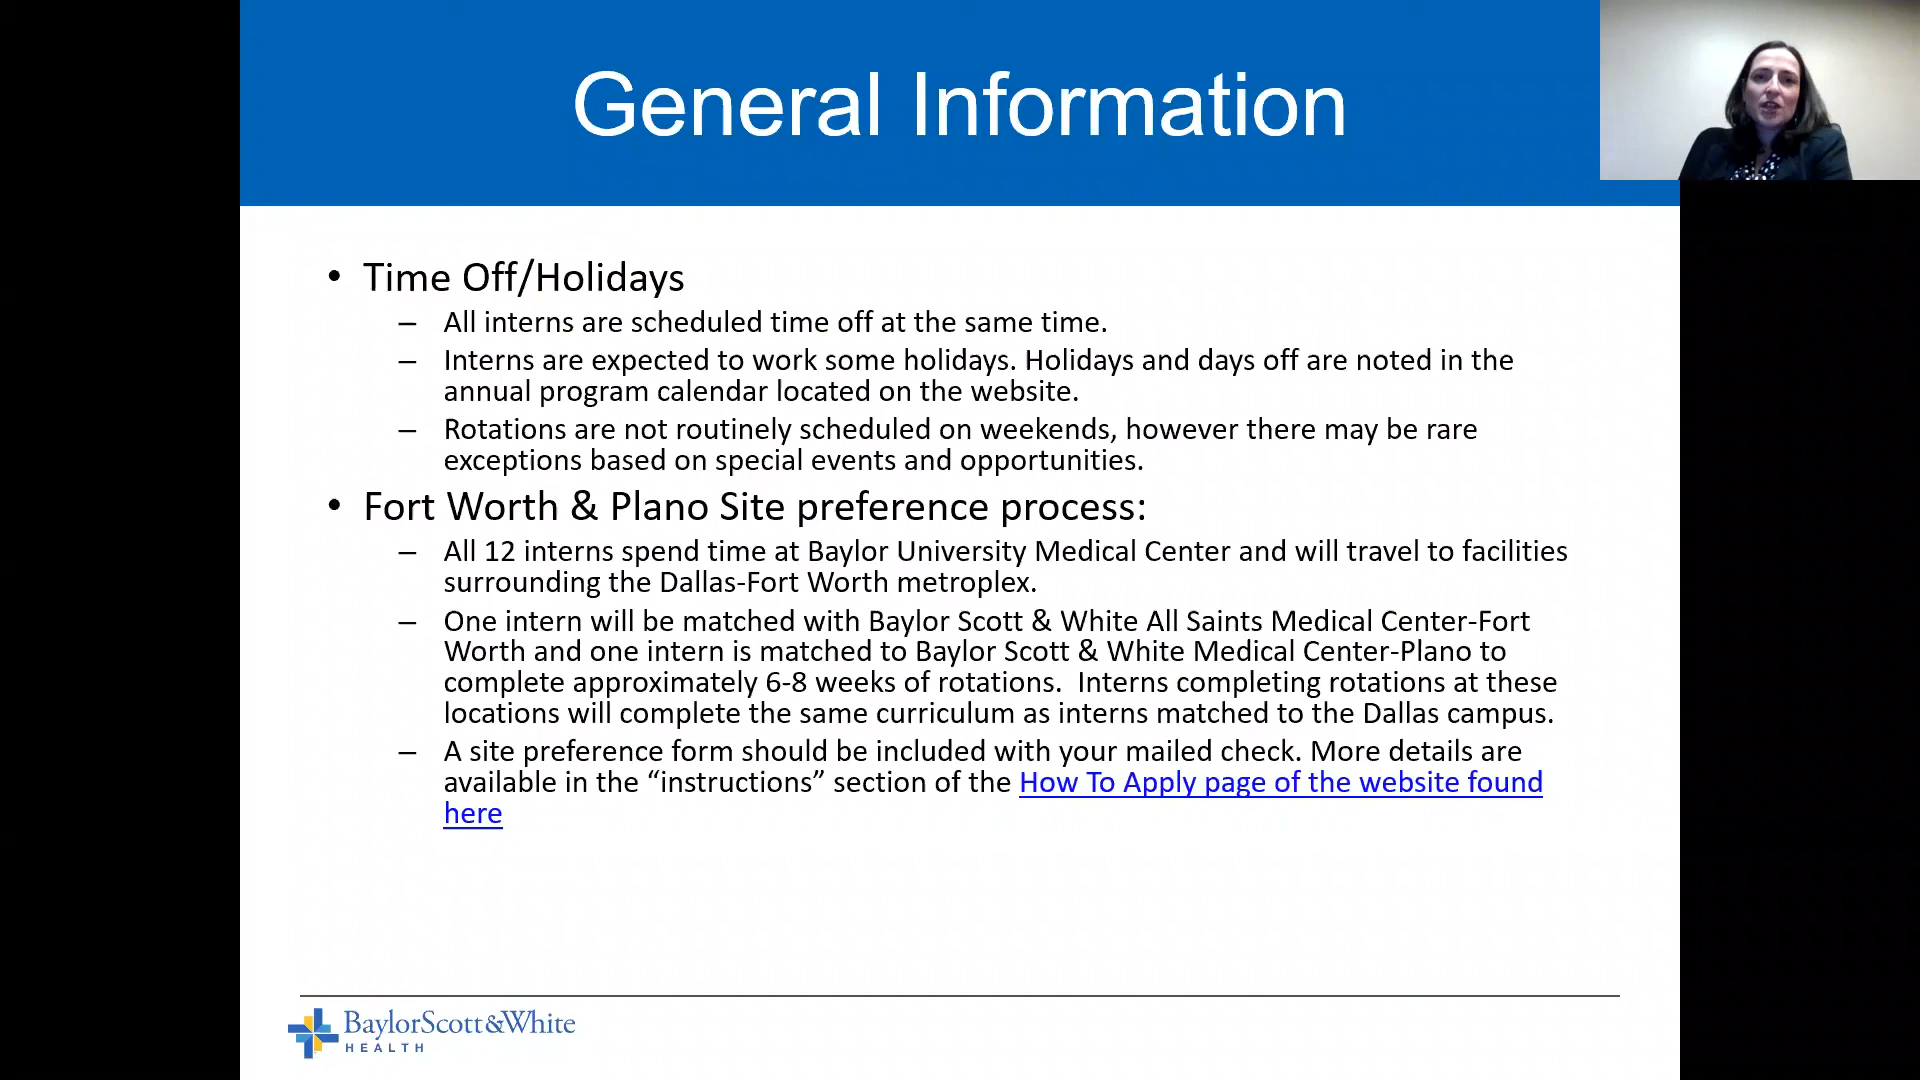 General Information
• Time Off/Holidays
– All interns are scheduled time off at the same time.
– Interns are expected to work some holidays. Holidays and days off are noted in the
annual program calendar located on the website.
– Rotations are not routinely scheduled on weekends, however there may be rare
exceptions based on special events and opportunities.
• Fort Worth & Plano Site preference process:
– All 12 interns spend time at Baylor University Medical Center and will travel to facilities
surrounding the Dallas-Fort Worth metroplex.
– One intern will be matched with Baylor Scott & White All Saints Medical Center-Fort
Worth and one intern is matched to Baylor Scott & White Medical Center-Plano to
complete approximately 6-8 weeks of rotations.  Interns completing rotations at these
locations will complete the same curriculum as interns matched to the Dallas campus.
– A site preference form should be included with your mailed check. More details are
available in the “instructions” section of the How To Apply page of the website found
here
BaylorScott&White
HEALTH